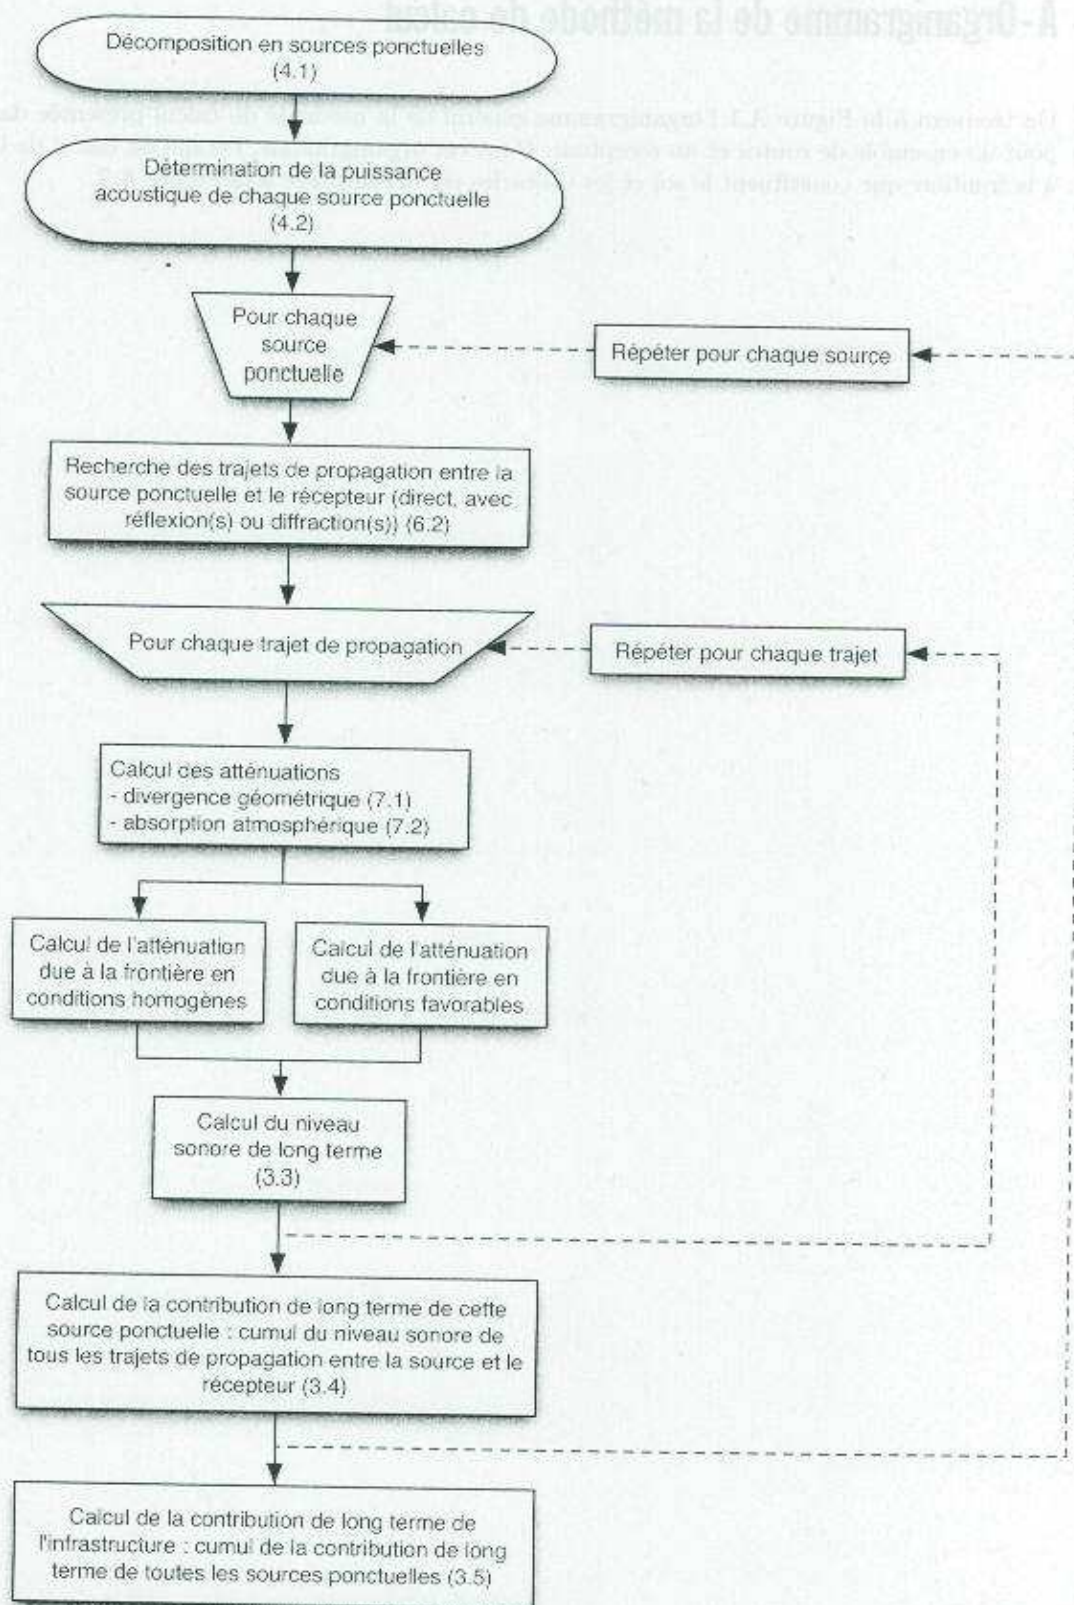 A - Organigramme de la méthode de calcul
Décomposition en sources ponctuelles
(4.1)
Détermination de la puissance
acoustique de chaque source ponctuelle
(4.2)
Pour chaque
source
ponctuelle
Répéter pour chaque source
Recherche des trajets de propagation entre la
source ponctuelle et le récepteur (direct, avec
réflexion(s) ou diffraction(s)) (6.2)
Pour chaque trajet de propagation
Répéter pour chaque trajet
Calcul des atténuations
- divergence géométrique (7.1)
- absorption atmosphérique (7.2)
Calcul de l'atténuation
due à la frontière en
conditions homogènes
Calcul de l'atténuation
due à la frontière en
conditions favorables
Calcul du niveau
sonore de long terme
(3.3)
Calcul de la contribution de long terme de cette
source ponctuelle : cumul du niveau sonore de
tous les trajets de propagation entre la source et le
récepteur (3.4)
Calcul de la contribution de long terme de
l'infrastructure : cumul de la contribution de long
terme de toutes les sources ponctuelles (3.5)